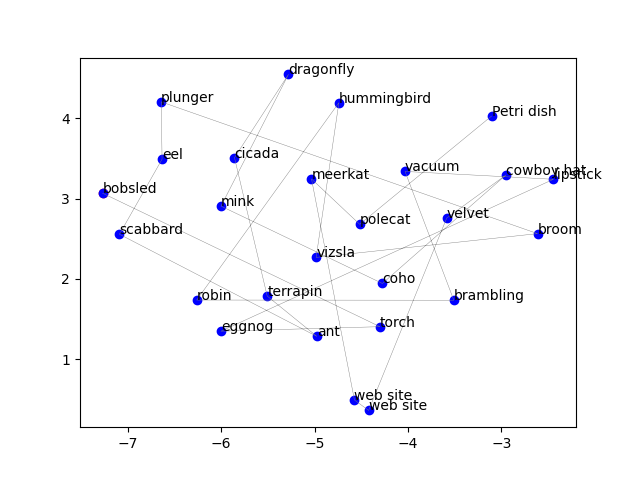 dragonfly
plunger
hummingbird
Petri dish
eel
cicada
meerkat
vacuum
cowboy hat
lipstick
bobsled
mink
polecat
velvet
scabbard
vizsla
broom
coho
robin
terrapin
brambling
eggnog
ant
torch
web site
web site
4
3
2
1
−7 −6 −5 −4 −3